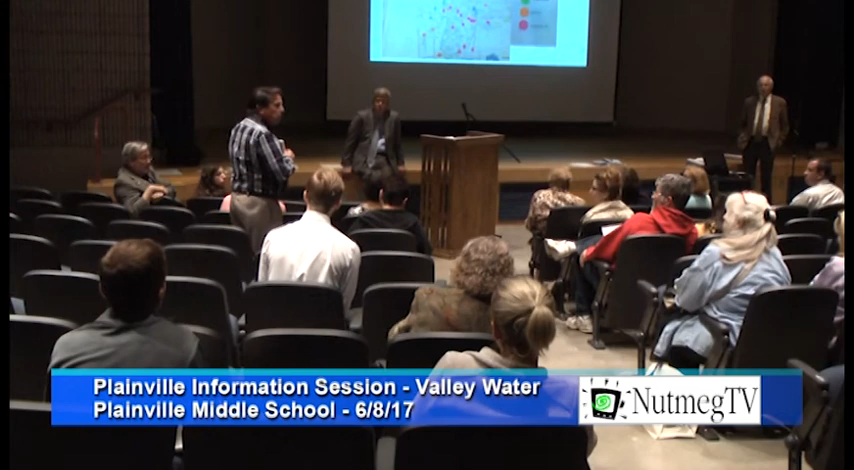 Plainville Information Session - Valley Water
Plainville Middle School - 6/8/17
NutmegTV